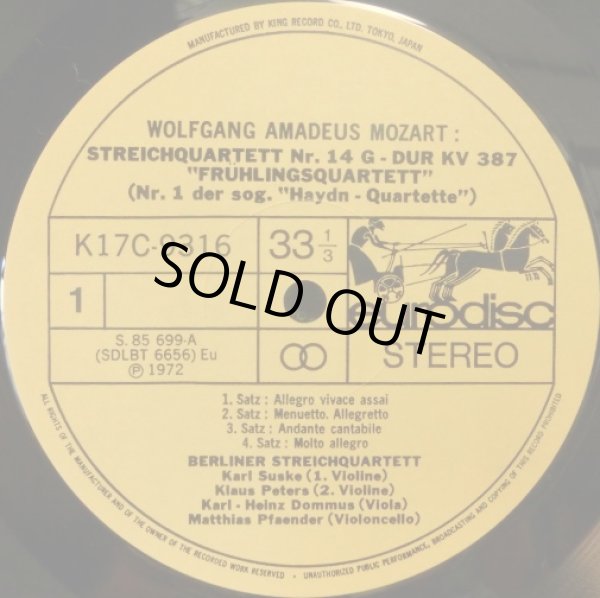 MANUFACTURED BY KING RECORD CO., LTD. TOKYO, JAPAN
WOLFGANG AMADEUS MOZART :
STREICHQUARTETT Nr. 14 G - DUR KV 387
"FRÜHLINGSQUARTETT"
(Nr. 1 der sog. "Haydn - Quartette")
K17C-9316
33 1/3
1
SOLD OUT
eurodisc
S. 85 699-A
(SDLBT 6656) Eu
Ⓟ 1972
STEREO
1. Satz : Allegro vivace assai
2. Satz : Menuetto. Allegretto
3. Satz : Andante cantabile
4. Satz : Molto allegro
BERLINER STREICHQUARTETT
Karl Suske (1. Violine)
Klaus Peters (2. Violine)
Karl - Heinz Dommus (Viola)
Matthias Pfaender (Violoncello)
ALL RIGHTS OF THE MANUFACTURER AND OF THE OWNER OF THE RECORDED WORK RESERVED • UNAUTHORIZED PUBLIC PERFORMANCE, BROADCASTING AND COPYING OF THIS RECORD PROHIBITED